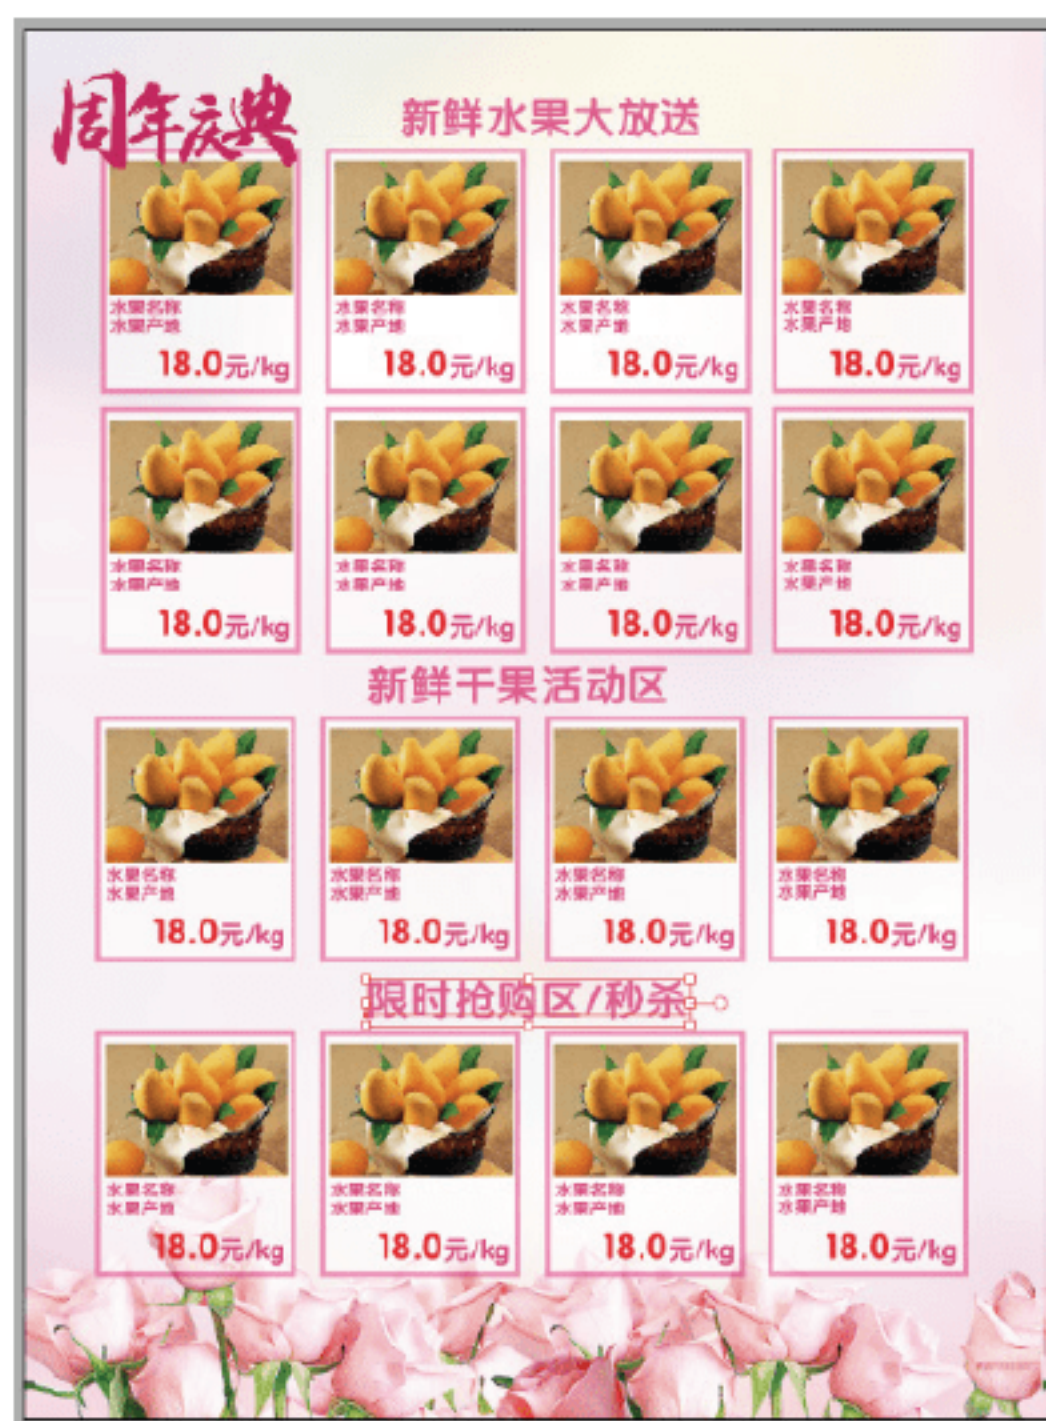 周年庆典
新鲜水果大放送
水果名称 水果名称 水果名称 水果名称
水果产地 水果产地 水果产地 水果产地
18.0元/kg 18.0元/kg 18.0元/kg 18.0元/kg
水果名称 水果名称 水果名称 水果名称
水果产地 水果产地 水果产地 水果产地
18.0元/kg 18.0元/kg 18.0元/kg 18.0元/kg
新鲜干果活动区
水果名称 水果名称 水果名称 水果名称
水果产地 水果产地 水果产地 水果产地
18.0元/kg 18.0元/kg 18.0元/kg 18.0元/kg
限时抢购区/秒杀
水果名称 水果名称 水果名称 水果名称
水果产地 水果产地 水果产地 水果产地
18.0元/kg 18.0元/kg 18.0元/kg 18.0元/kg